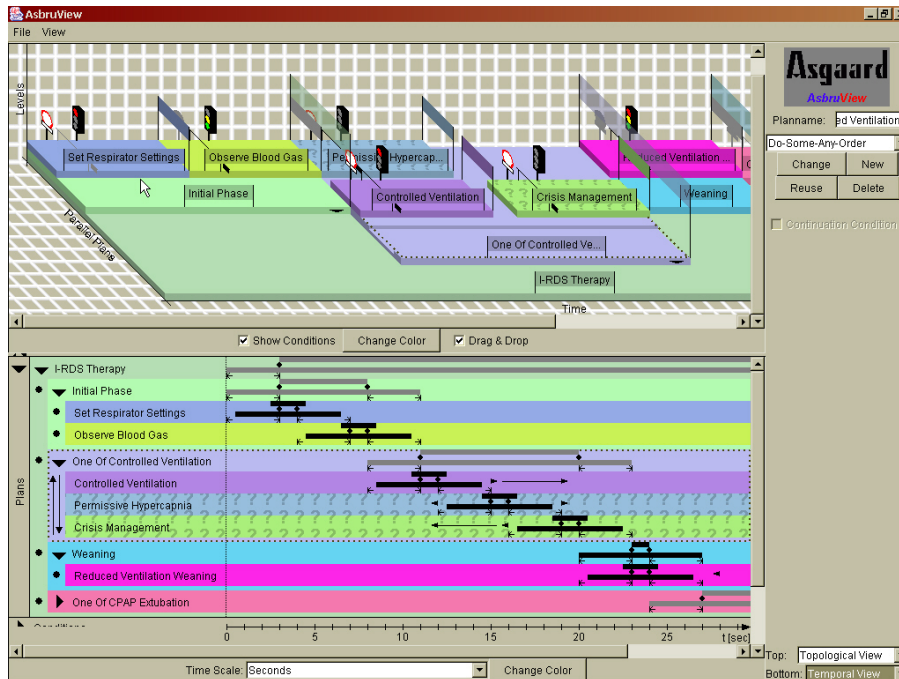 AsbruView
File View
Asgaard
AsbruView
Planname: ed Ventilation
Do-Some-Any-Order
Change New
Reuse Delete
Continuation Condition
Levels
Set Respirator Settings
Observe Blood Gas
Permissive Hypercap...
Reduced Ventilation ...
Initial Phase
Controlled Ventilation
Crisis Management
Weaning
Parallel Plans
One Of Controlled Ve...
I-RDS Therapy
Time
Show Conditions Change Color Drag & Drop
Plans
I-RDS Therapy
Initial Phase
Set Respirator Settings
Observe Blood Gas
One Of Controlled Ventilation
Controlled Ventilation
Permissive Hypercapnia
Crisis Management
Weaning
Reduced Ventilation Weaning
One Of CPAP Extubation
Conditions
0 5 10 15 20 25 t [sec]
Time Scale: Seconds Change Color
Top: Topological View
Bottom: Temporal View